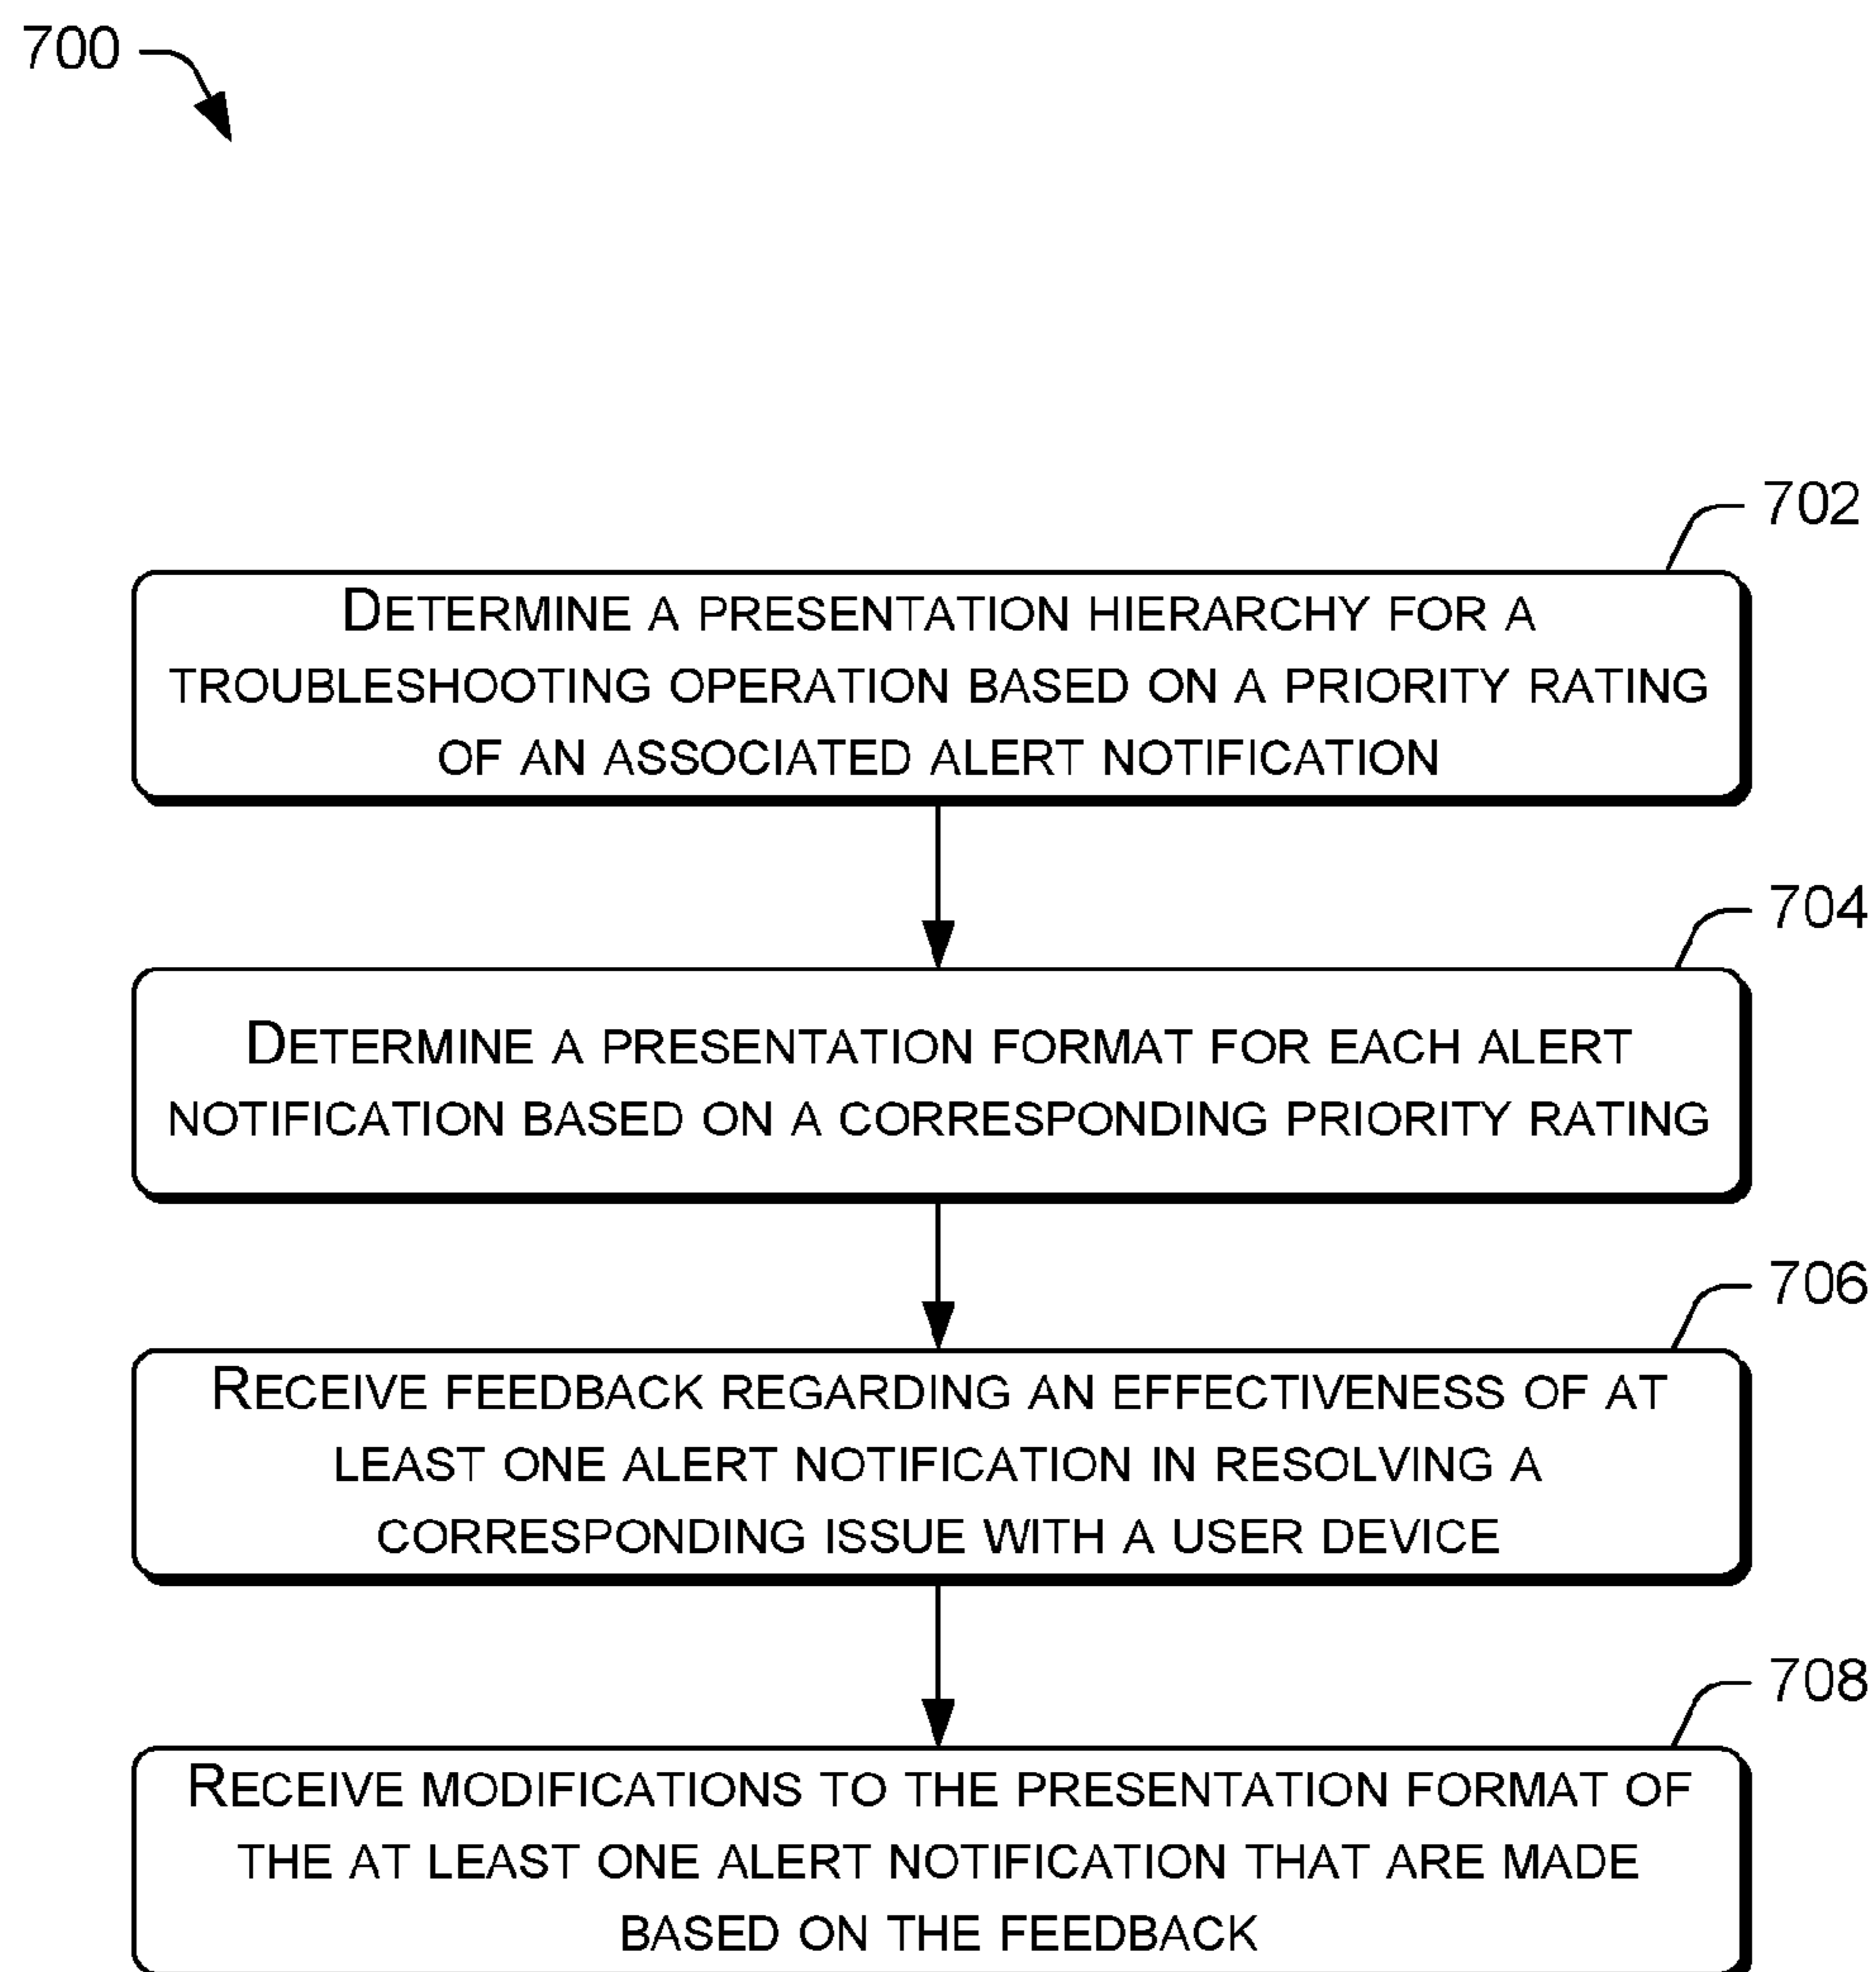 700
702
DETERMINE A PRESENTATION HIERARCHY FOR A
TROUBLESHOOTING OPERATION BASED ON A PRIORITY RATING
OF AN ASSOCIATED ALERT NOTIFICATION
704
DETERMINE A PRESENTATION FORMAT FOR EACH ALERT
NOTIFICATION BASED ON A CORRESPONDING PRIORITY RATING
706
RECEIVE FEEDBACK REGARDING AN EFFECTIVENESS OF AT
LEAST ONE ALERT NOTIFICATION IN RESOLVING A
CORRESPONDING ISSUE WITH A USER DEVICE
708
RECEIVE MODIFICATIONS TO THE PRESENTATION FORMAT OF
THE AT LEAST ONE ALERT NOTIFICATION THAT ARE MADE
BASED ON THE FEEDBACK